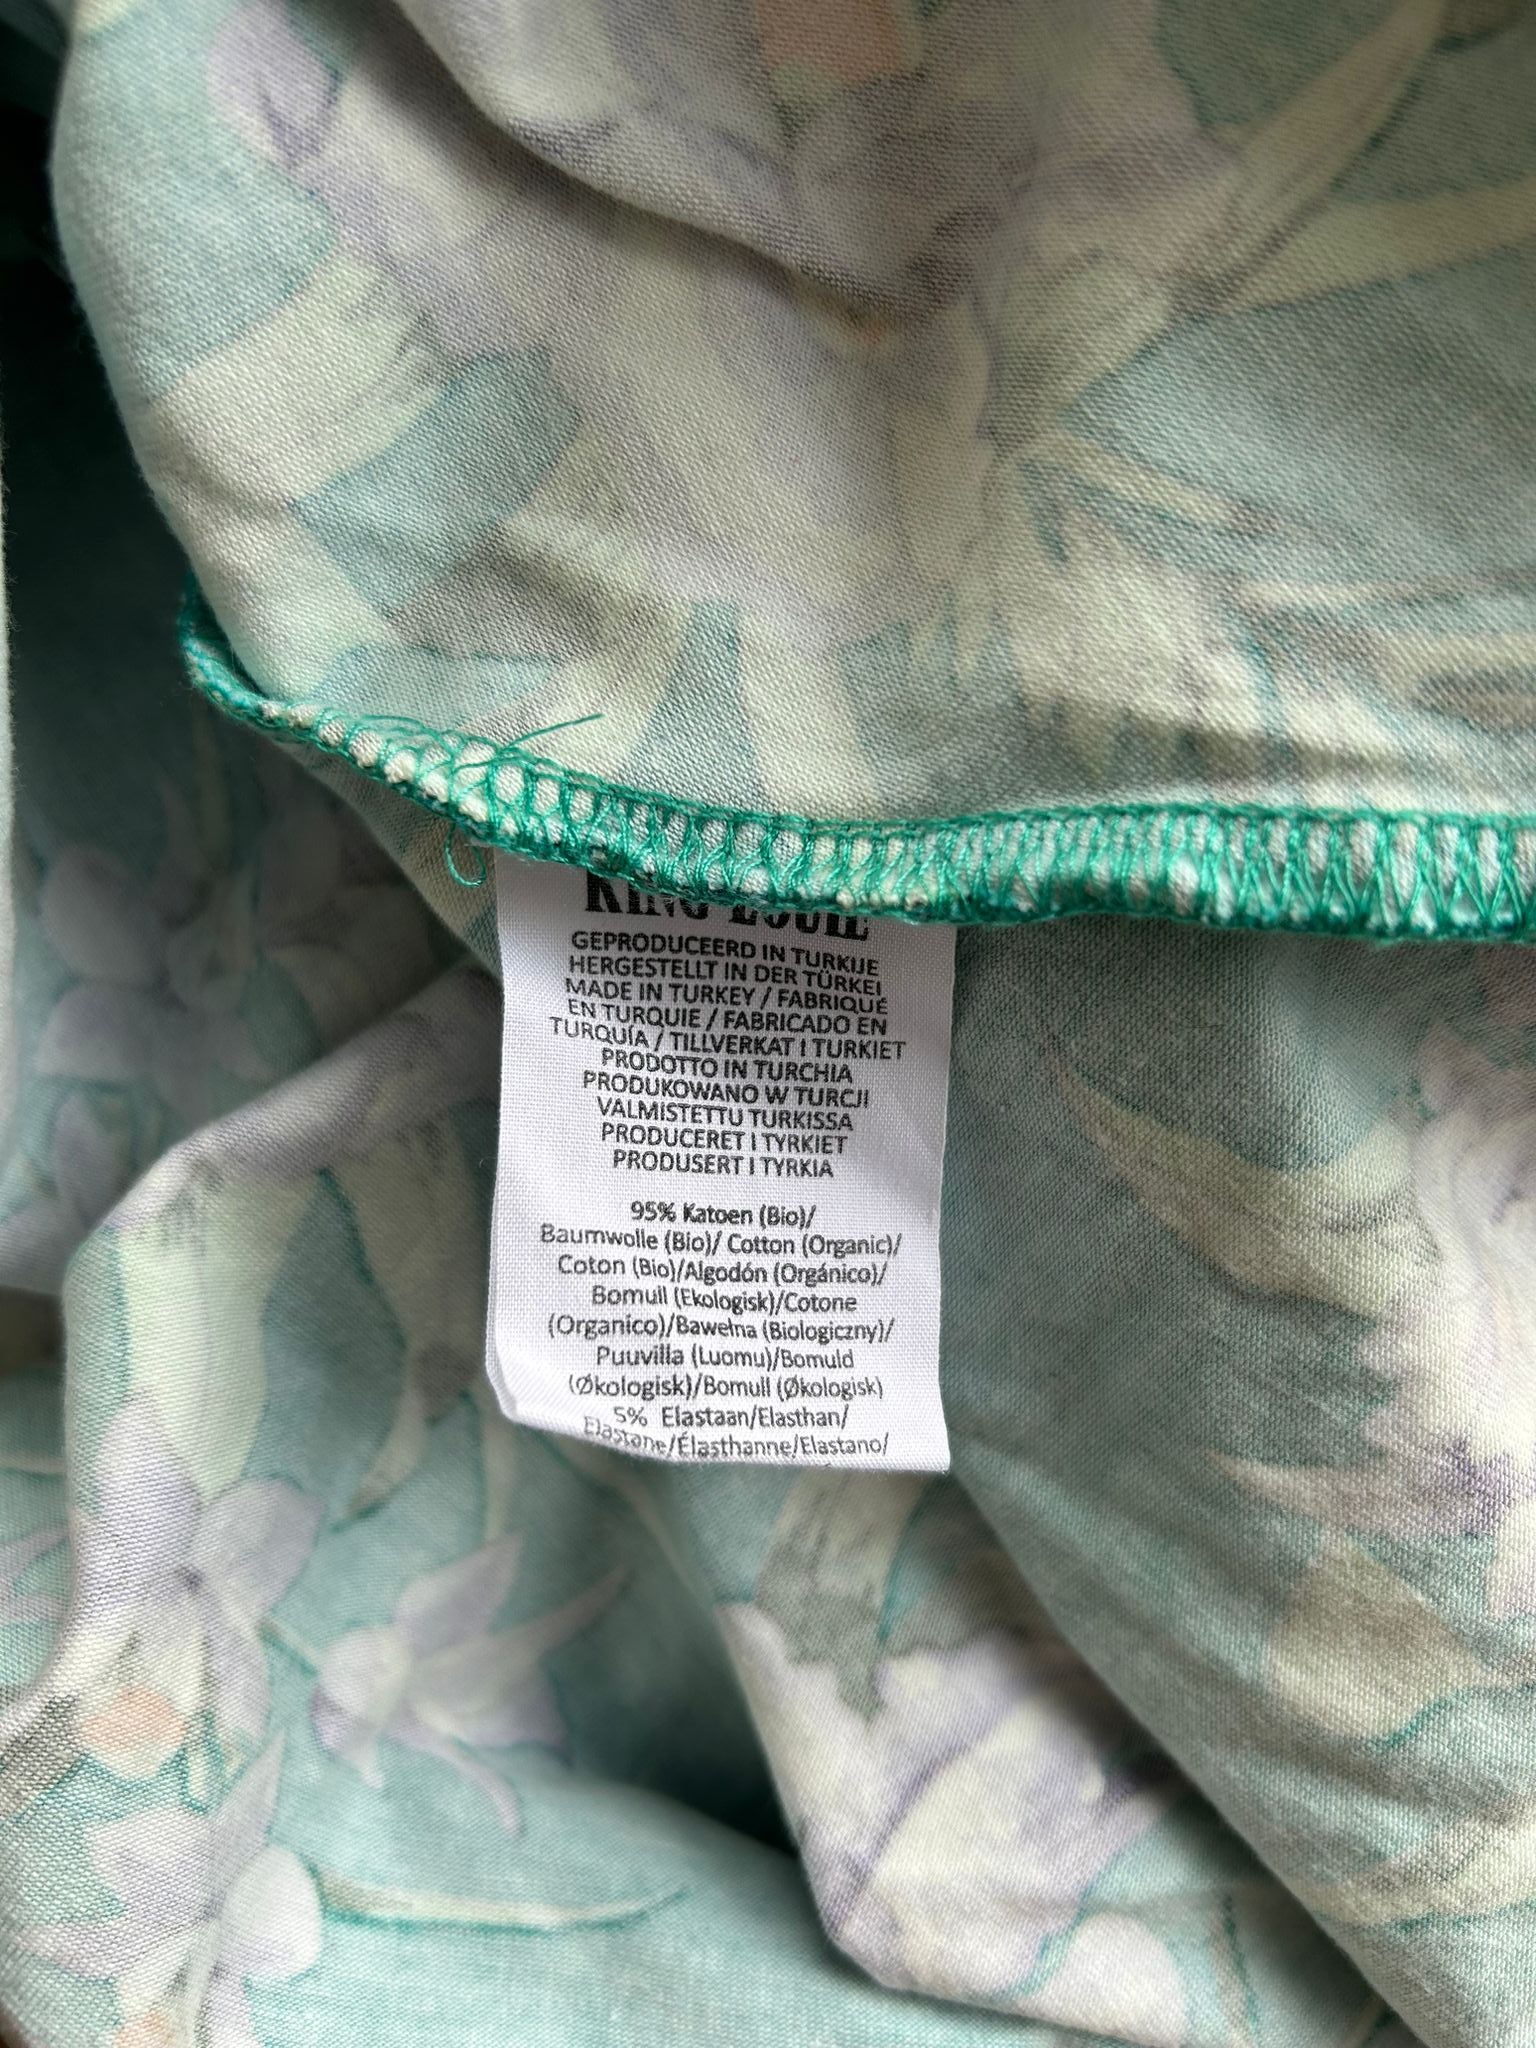 KING LOUIE
GEPRODUCEERD IN TURKIJE
HERGESTELLT IN DER TÜRKEI
MADE IN TURKEY / FABRIQUÉ
EN TURQUIE / FABRICADO EN
TURQUÍA / TILLVERKAT I TURKIET
PRODOTTO IN TURCHIA
PRODUKOWANO W TURCJI
VALMISTETTU TURKISSA
PRODUCERET I TYRKIET
PRODUSERT I TYRKIA
95% Katoen (Bio)/
Baumwolle (Bio)/ Cotton (Organic)/
Coton (Bio)/Algodón (Orgánico)/
Bomull (Ekologisk)/Cotone
(Organico)/Bawełna (Biologiczny)/
Puuvilla (Luomu)/Bomuld
(Økologisk)/Bomull (Økologisk)
5% Elastaan/Elasthan/
Elastane/Élasthanne/Elastano/